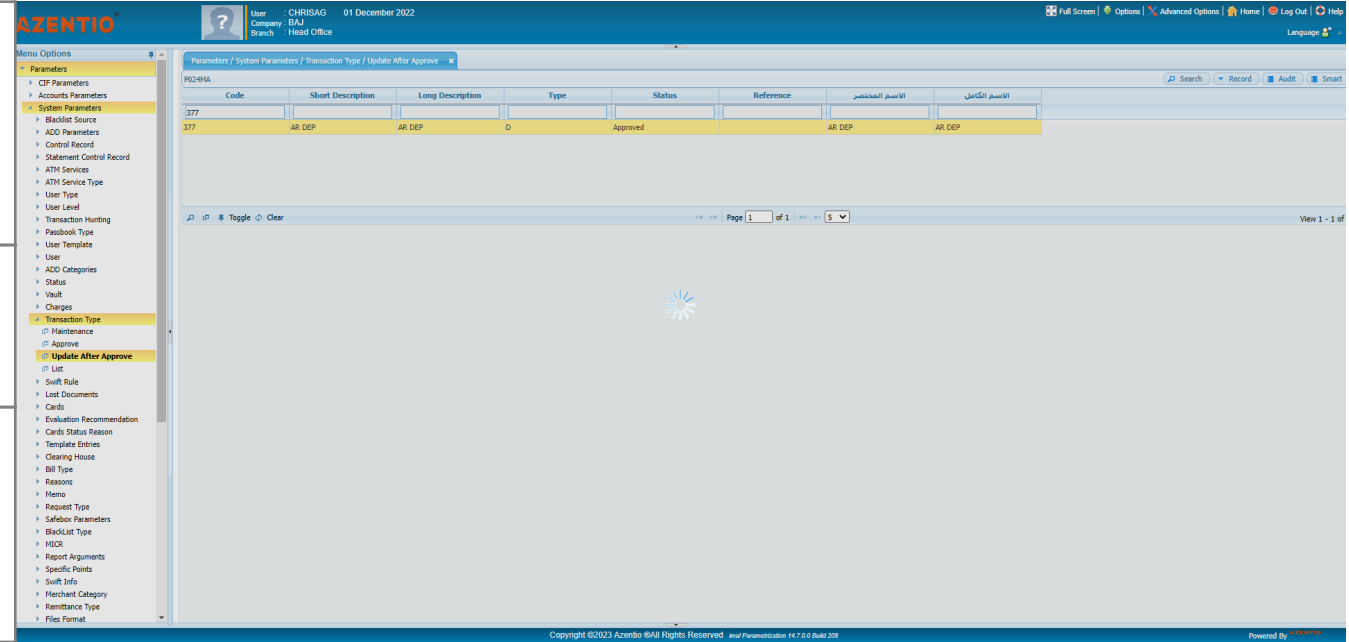 AZENTIO™
User : CHRISAG 01 December 2022
Company : BAJ
Branch : Head Office
Full Screen | Options | Advanced Options | Home | Log Out | Help
Language
Menu Options
Parameters
CIF Parameters
Accounts Parameters
System Parameters
Blacklist Source
ADD Parameters
Control Record
Statement Control Record
ATM Services
ATM Service Type
User Type
User Level
Transaction Hunting
Passbook Type
User Template
User
ADD Categories
Status
Vault
Charges
Transaction Type
Maintenance
Approve
Update After Approve
List
Swift Rule
Lost Documents
Cards
Evaluation Recommendation
Cards Status Reason
Template Entries
Clearing House
Bill Type
Reasons
Memo
Request Type
Safebox Parameters
BlackList Type
MICR
Report Arguments
Specific Points
Swift Info
Merchant Category
Remittance Type
Files Format
Parameters / System Parameters / Transaction Type / Update After Approve
P024MA
Search Record Audit Smart
Code Short Description Long Description Type Status Reference الاسم المختصر الاسم الكامل
377
377 AR DEP AR DEP D Approved AR DEP AR DEP
Toggle Clear Page 1 of 1 5 View 1 - 1 of
Copyright ©2023 Azentio ®All Rights Reserved imal Parametrization 14.7.0.0 Build 209 Powered By AZENTIO